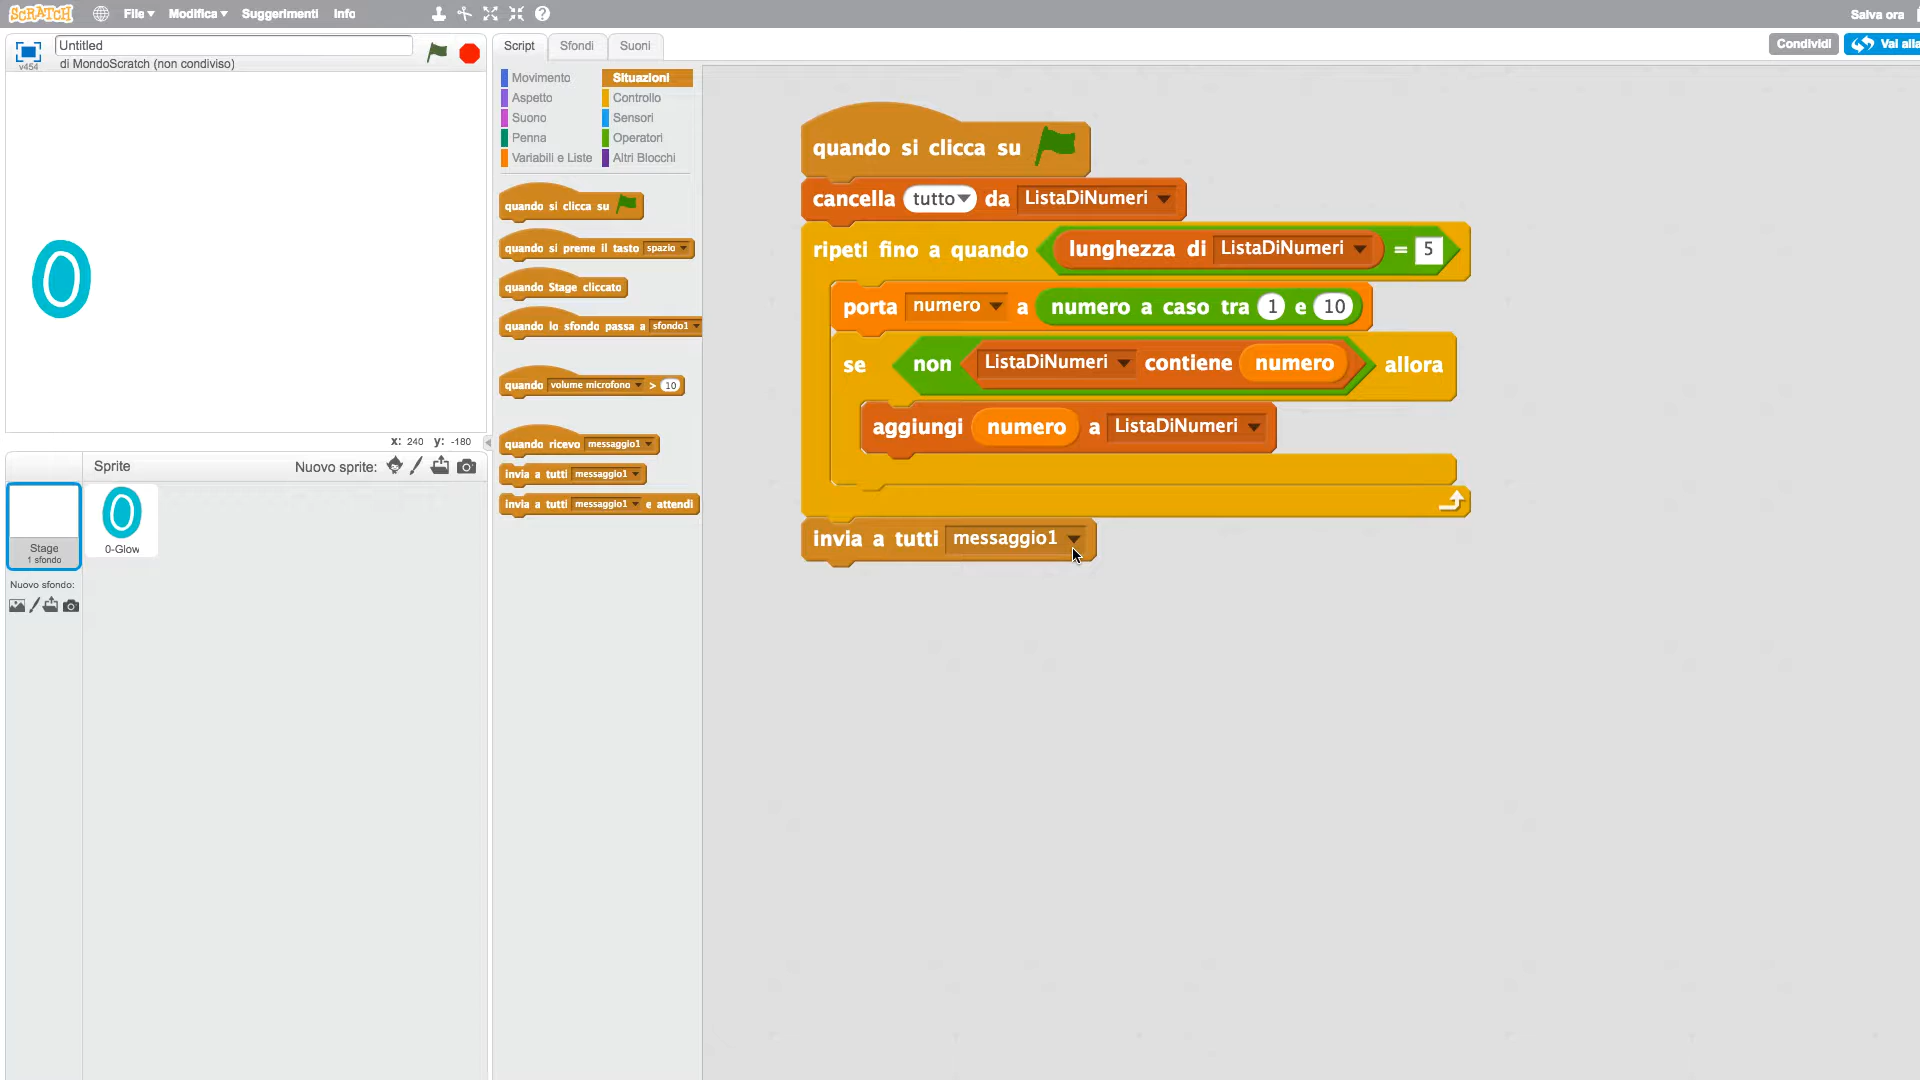 SCRATCH File Modifica Suggerimenti Info Salva ora
v454 Untitled
di MondoScratch (non condiviso)
Script Sfondi Suoni
Condividi Vai alla
Movimento Situazioni
Aspetto Controllo
Suono Sensori
Penna Operatori
Variabili e Liste Altri Blocchi
quando si clicca su
quando si preme il tasto spazio
quando Stage cliccato
quando lo sfondo passa a sfondo1
quando volume microfono > 10
quando ricevo messaggio1
invia a tutti messaggio1
invia a tutti messaggio1 e attendi
quando si clicca su
cancella tutto da ListaDiNumeri
ripeti fino a quando lunghezza di ListaDiNumeri = 5
porta numero a numero a caso tra 1 e 10
se non ListaDiNumeri contiene numero allora
aggiungi numero a ListaDiNumeri
invia a tutti messaggio1
0
x: 240 y: -180
Sprite Nuovo sprite:
Stage
1 sfondo
0
0-Glow
Nuovo sfondo: